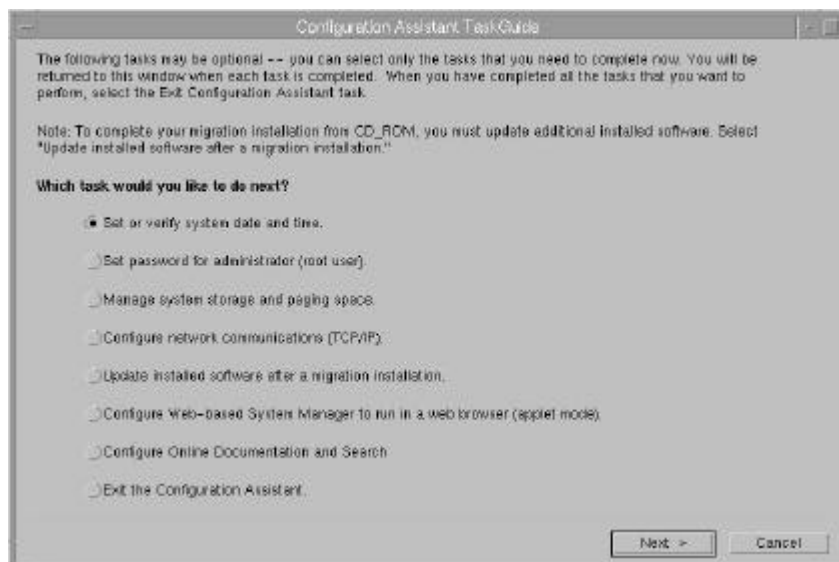 Configuration Assistant TaskGuide
The following tasks may be optional -- you can select only the tasks that you need to complete now. You will be
returned to this window when each task is completed. When you have completed all the tasks that you want to
perform, select the Exit Configuration Assistant task.
Note: To complete your migration installation from CD_ROM, you must update additional installed software. Select
"Update installed software after a migration installation."
Which task would you like to do next?
Set or verify system date and time.
Set password for administrator (root user).
Manage system storage and paging space.
Configure network communications (TCP/IP).
Update installed software after a migration installation.
Configure Web-based System Manager to run in a web browser (applet mode).
Configure Online Documentation and Search
Exit the Configuration Assistant.
Next >
Cancel